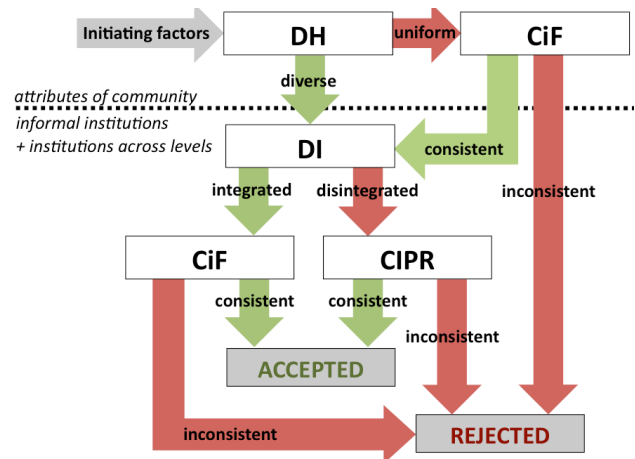 Initiating factors
DH
uniform
CiF
diverse
attributes of community
informal institutions
+ institutions across levels
DI
consistent
integrated
disintegrated
inconsistent
CiF
CIPR
consistent
consistent
inconsistent
ACCEPTED
inconsistent
REJECTED